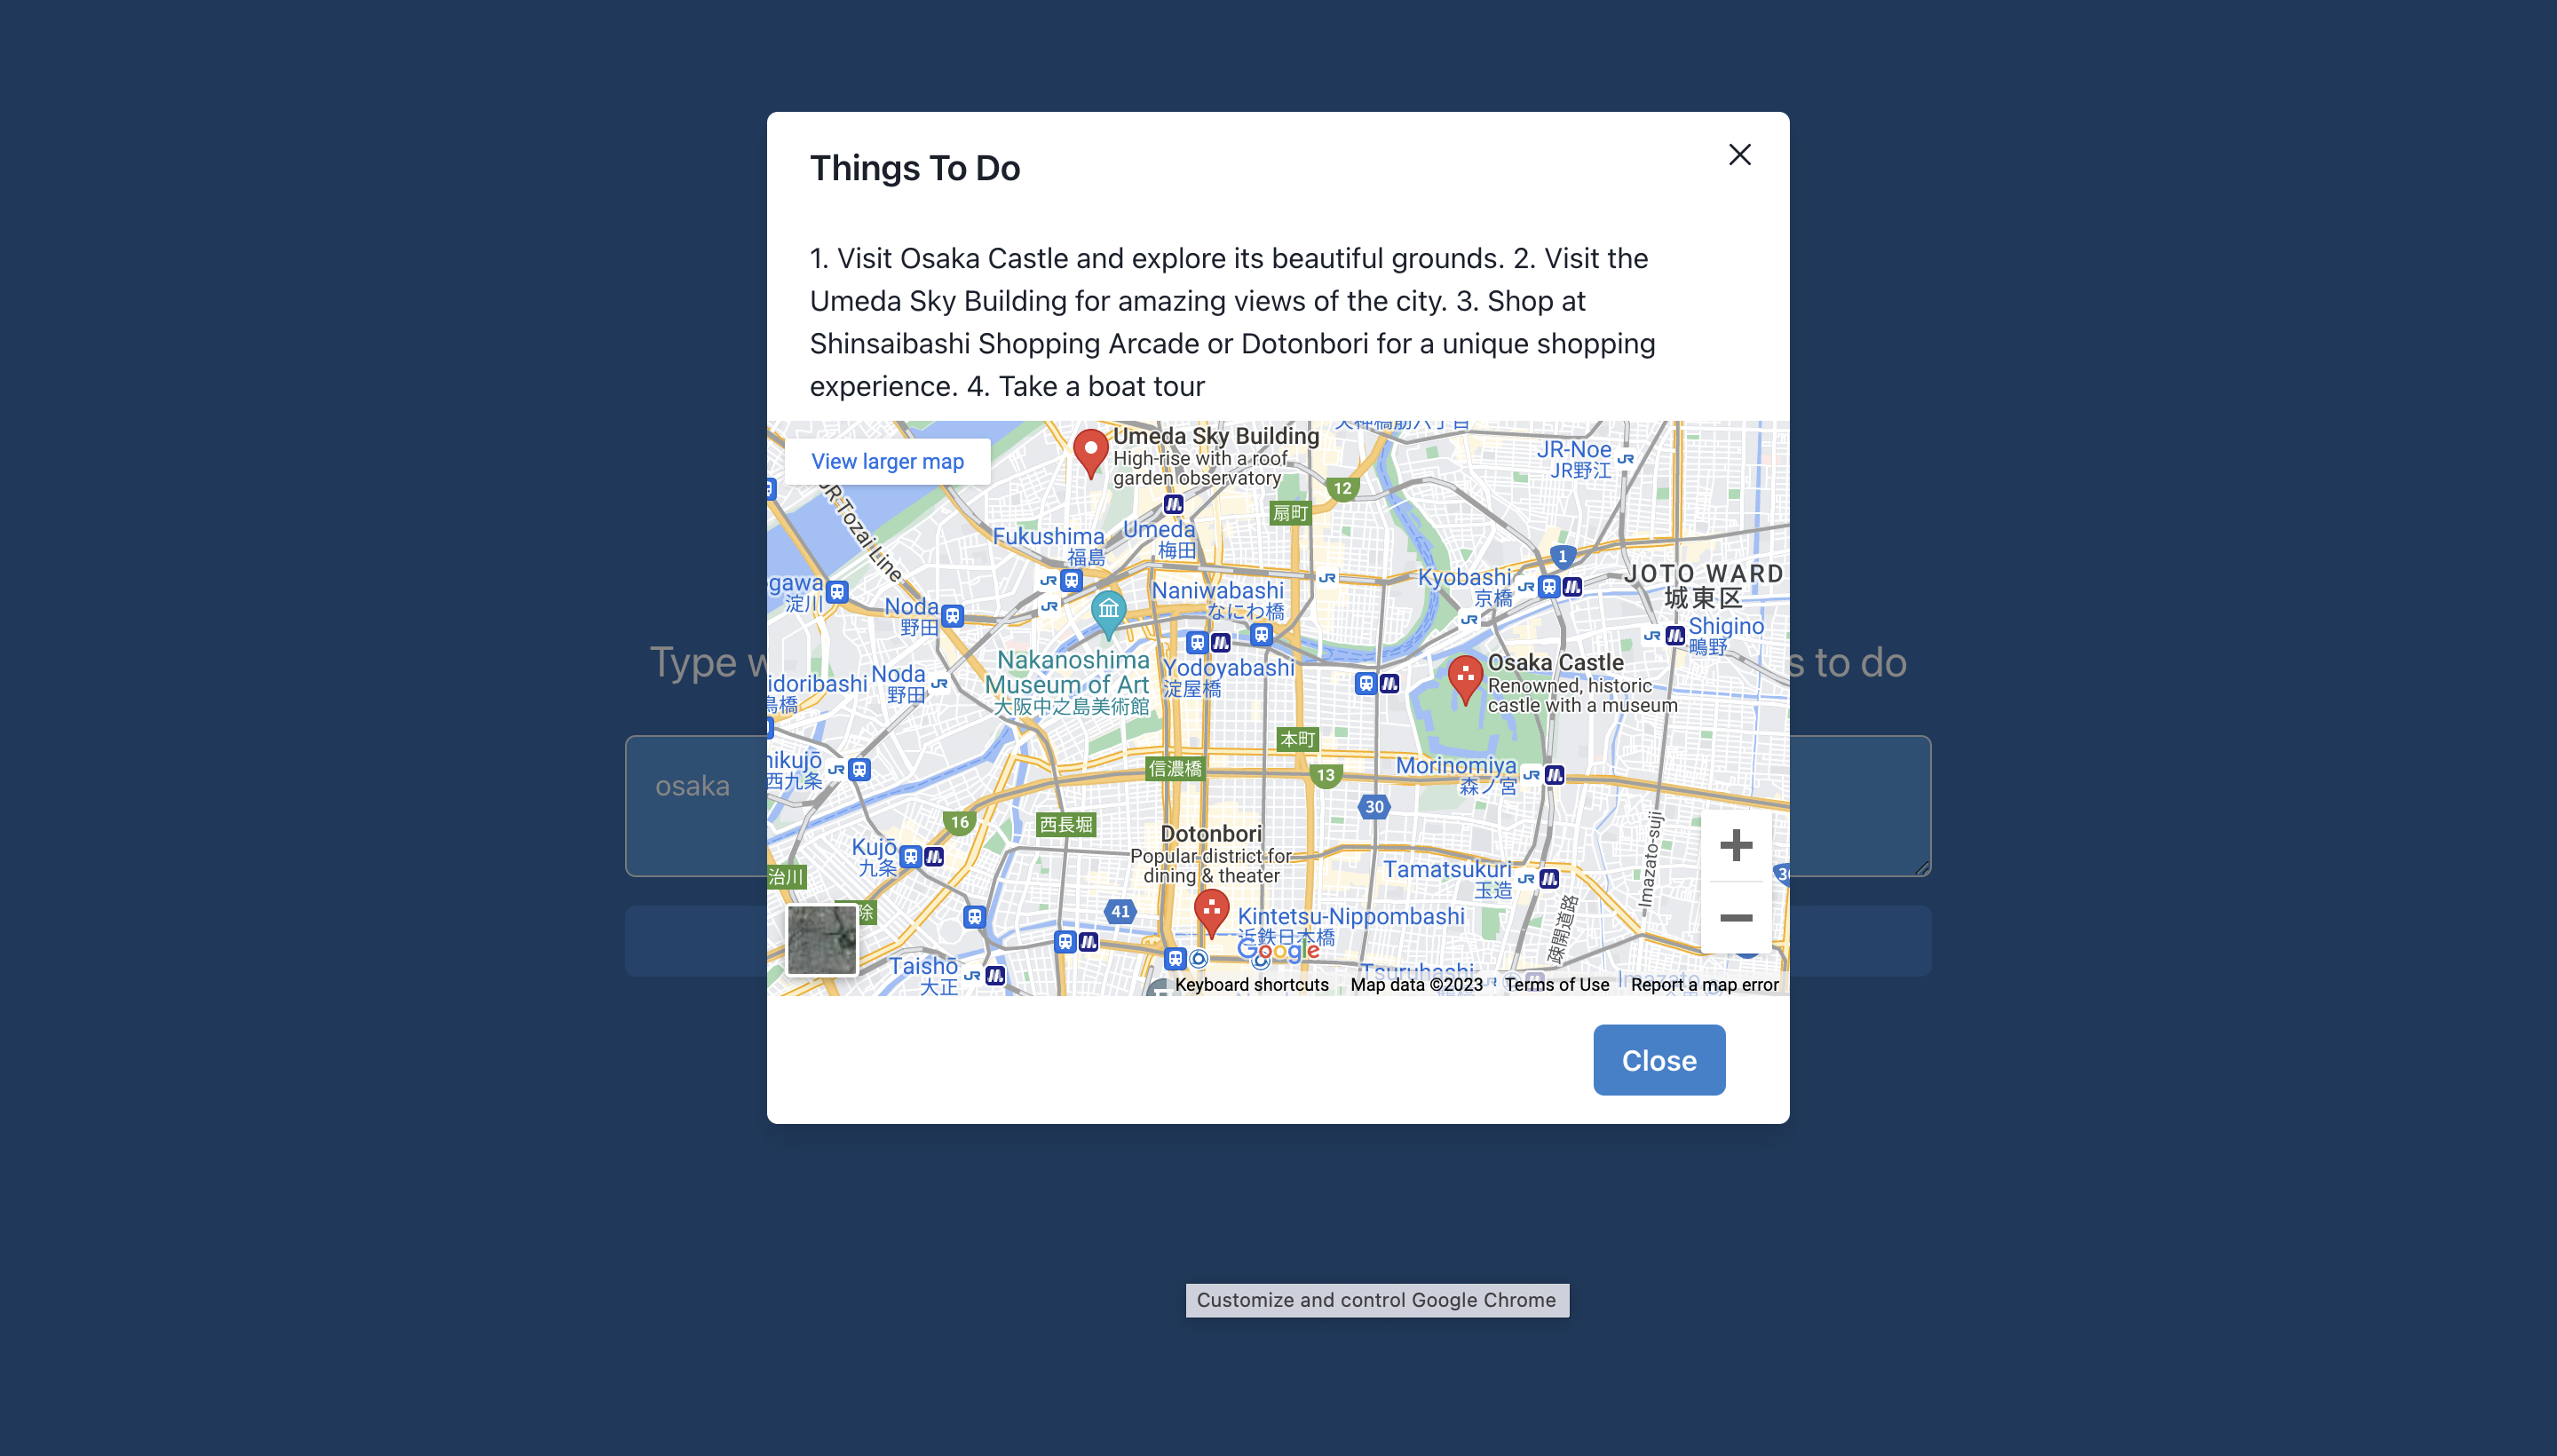 Things To Do
1. Visit Osaka Castle and explore its beautiful grounds. 2. Visit the
Umeda Sky Building for amazing views of the city. 3. Shop at
Shinsaibashi Shopping Arcade or Dotonbori for a unique shopping
experience. 4. Take a boat tour
View larger map
Umeda Sky Building
High-rise with a roof
garden observatory
JR-Noe
JR野江
12
扇町
JR-Tozai Line
Umeda
梅田
Fukushima
福島
1
Kyobashi
京橋
JOTO WARD
城東区
gawa
淀川
Noda
野田
Naniwabashi
なにわ橋
Shigino
鴫野
Type w
s to do
Nakanoshima
Museum of Art
大阪中之島美術館
Yodoyabashi
淀屋橋
Osaka Castle
Renowned, historic
castle with a museum
idoribashi
鳥橋
Noda
野田
本町
osaka
西九条
信濃橋
13
Morinomiya
森ノ宮
30
16
西長堀
Dotonbori
Popular district for
dining & theater
Imazato-suji
Kujō
九条
治川
Tamatsukuri
玉造
41
Kintetsu-Nippombashi
近鉄日本橋
疎開道路
Google
Taishō
大正
Tsuruhashi
Imazato
Keyboard shortcuts
Map data ©2023
Terms of Use
Report a map error
Close
Customize and control Google Chrome